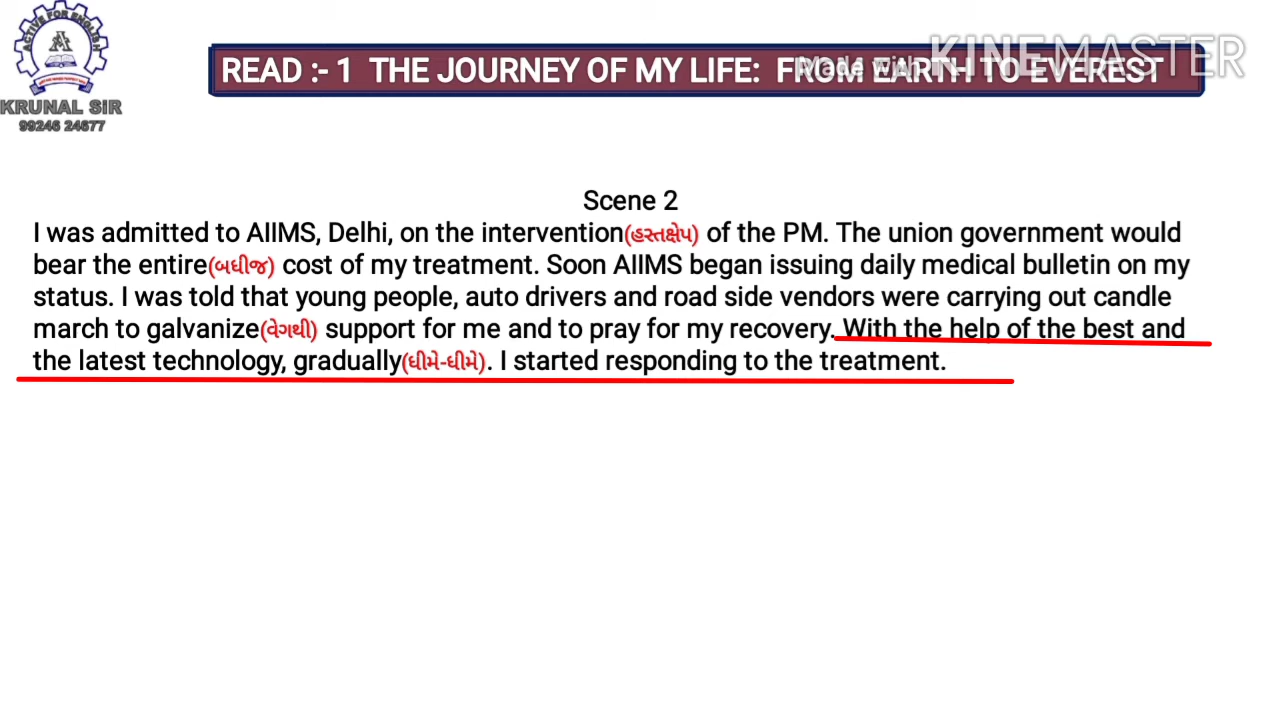 ACTIVE FOR ENGLISH
KRUNAL SIR
99246 24677
READ :- 1 THE JOURNEY OF MY LIFE: FROM EARTH TO EVEREST
Made with KINEMASTER
Scene 2
I was admitted to AIIMS, Delhi, on the intervention(હસ્તક્ષેપ) of the PM. The union government would
bear the entire(બધીજ) cost of my treatment. Soon AIIMS began issuing daily medical bulletin on my
status. I was told that young people, auto drivers and road side vendors were carrying out candle
march to galvanize(વેગથી) support for me and to pray for my recovery. With the help of the best and
the latest technology, gradually(ધીમે-ધીમે). I started responding to the treatment.